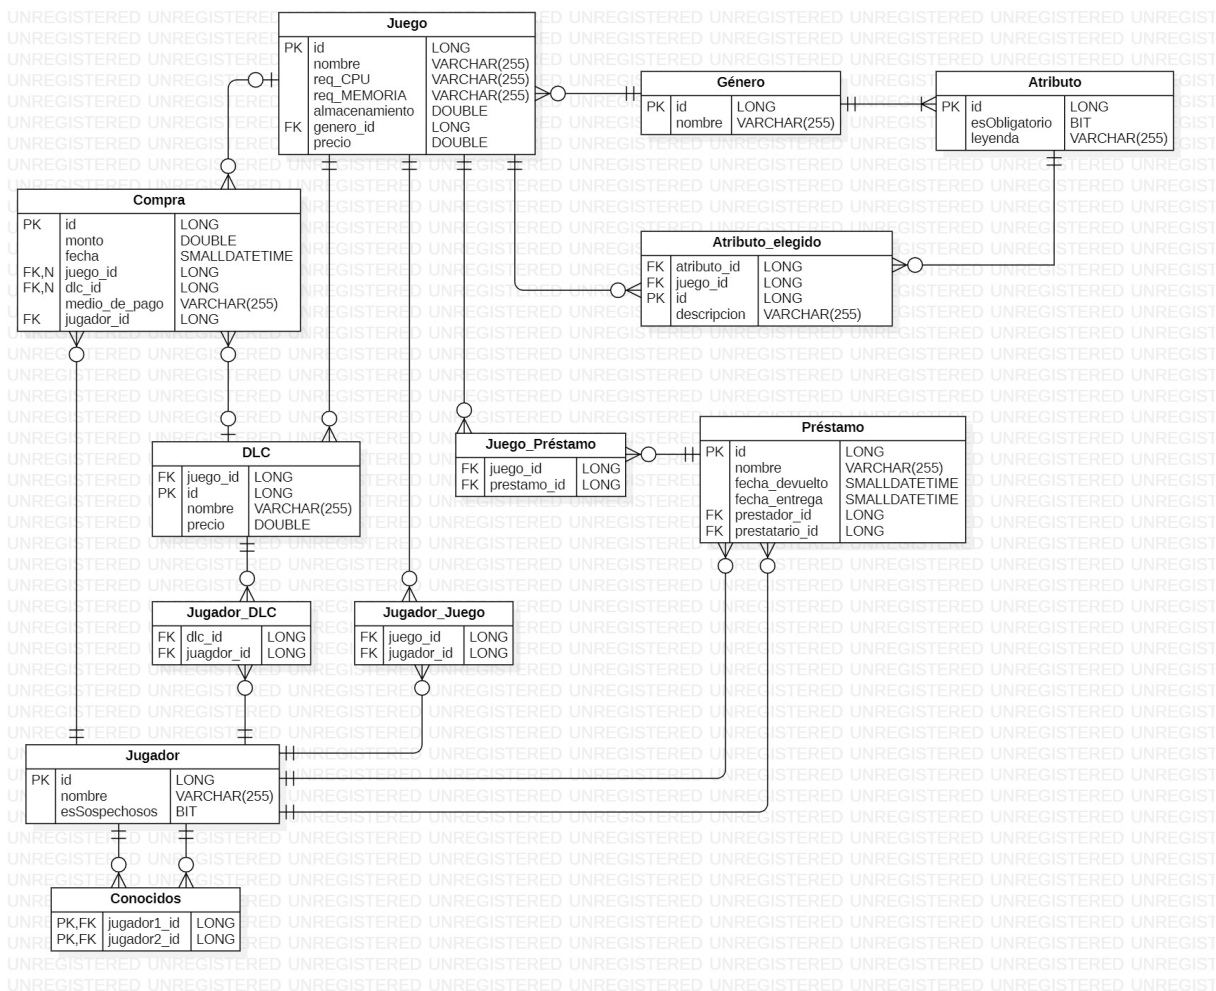 Juego
PK id LONG
nombre VARCHAR(255)
req_CPU VARCHAR(255)
req_MEMORIA VARCHAR(255)
almacenamiento DOUBLE
FK genero_id LONG
precio DOUBLE
Género
PK id LONG
nombre VARCHAR(255)
Atributo
PK id LONG
esObligatorio BIT
leyenda VARCHAR(255)
Compra
PK id LONG
monto DOUBLE
fecha SMALLDATETIME
FK,N juego_id LONG
FK,N dlc_id LONG
medio_de_pago VARCHAR(255)
FK jugador_id LONG
Atributo_elegido
FK atributo_id LONG
FK juego_id LONG
PK id LONG
descripcion VARCHAR(255)
DLC
FK juego_id LONG
PK id LONG
nombre VARCHAR(255)
precio DOUBLE
Juego_Préstamo
FK juego_id LONG
FK prestamo_id LONG
Préstamo
PK id LONG
nombre VARCHAR(255)
fecha_devuelto SMALLDATETIME
fecha_entrega SMALLDATETIME
FK prestador_id LONG
FK prestatario_id LONG
Jugador_DLC
FK dlc_id LONG
FK juagdor_id LONG
Jugador_Juego
FK juego_id LONG
FK jugador_id LONG
Jugador
PK id LONG
nombre VARCHAR(255)
esSospechosos BIT
Conocidos
PK,FK jugador1_id LONG
PK,FK jugador2_id LONG
UNREGISTERED